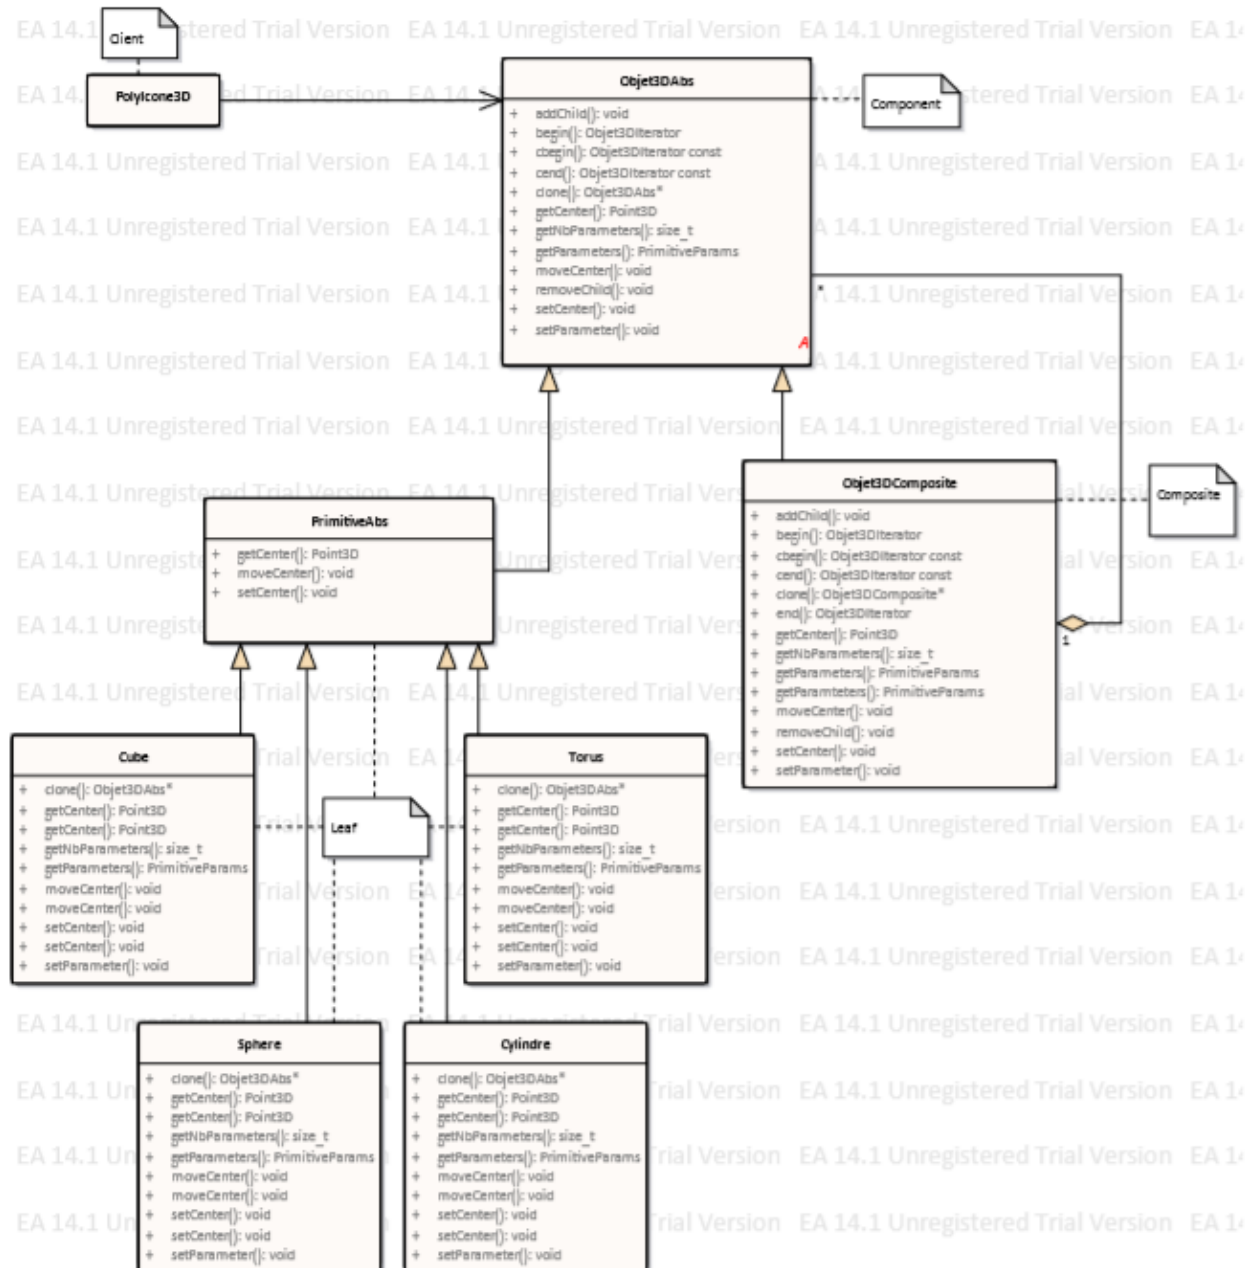 Client
PolyIcone3D
Objet3DAbs
+ addChild(): void
+ begin(): Objet3DIterator
+ cbegin(): Objet3DIterator const
+ cend(): Objet3DIterator const
+ clone(): Objet3DAbs*
+ getCenter(): Point3D
+ getNbParameters(): size_t
+ getParameters(): PrimitiveParams
+ moveCenter(): void
+ removeChild(): void
+ setCenter(): void
+ setParameter(): void
A
Component
*
PrimitiveAbs
+ getCenter(): Point3D
+ moveCenter(): void
+ setCenter(): void
Objet3DComposite
+ addChild(): void
+ begin(): Objet3DIterator
+ cbegin(): Objet3DIterator const
+ cend(): Objet3DIterator const
+ clone(): Objet3DComposite*
+ end(): Objet3DIterator
+ getCenter(): Point3D
+ getNbParameters(): size_t
+ getParameters(): PrimitiveParams
+ getParamteters(): PrimitiveParams
+ moveCenter(): void
+ removeChild(): void
+ setCenter(): void
+ setParameter(): void
Composite
1
Cube
+ clone(): Objet3DAbs*
+ getCenter(): Point3D
+ getCenter(): Point3D
+ getNbParameters(): size_t
+ getParameters(): PrimitiveParams
+ moveCenter(): void
+ moveCenter(): void
+ setCenter(): void
+ setCenter(): void
+ setParameter(): void
Leaf
Torus
+ clone(): Objet3DAbs*
+ getCenter(): Point3D
+ getCenter(): Point3D
+ getNbParameters(): size_t
+ getParameters(): PrimitiveParams
+ moveCenter(): void
+ moveCenter(): void
+ setCenter(): void
+ setCenter(): void
+ setParameter(): void
Sphere
+ clone(): Objet3DAbs*
+ getCenter(): Point3D
+ getCenter(): Point3D
+ getNbParameters(): size_t
+ getParameters(): PrimitiveParams
+ moveCenter(): void
+ moveCenter(): void
+ setCenter(): void
+ setCenter(): void
+ setParameter(): void
Cylindre
+ clone(): Objet3DAbs*
+ getCenter(): Point3D
+ getCenter(): Point3D
+ getNbParameters(): size_t
+ getParameters(): PrimitiveParams
+ moveCenter(): void
+ moveCenter(): void
+ setCenter(): void
+ setCenter(): void
+ setParameter(): void
EA 14.1 Unregistered Trial Version